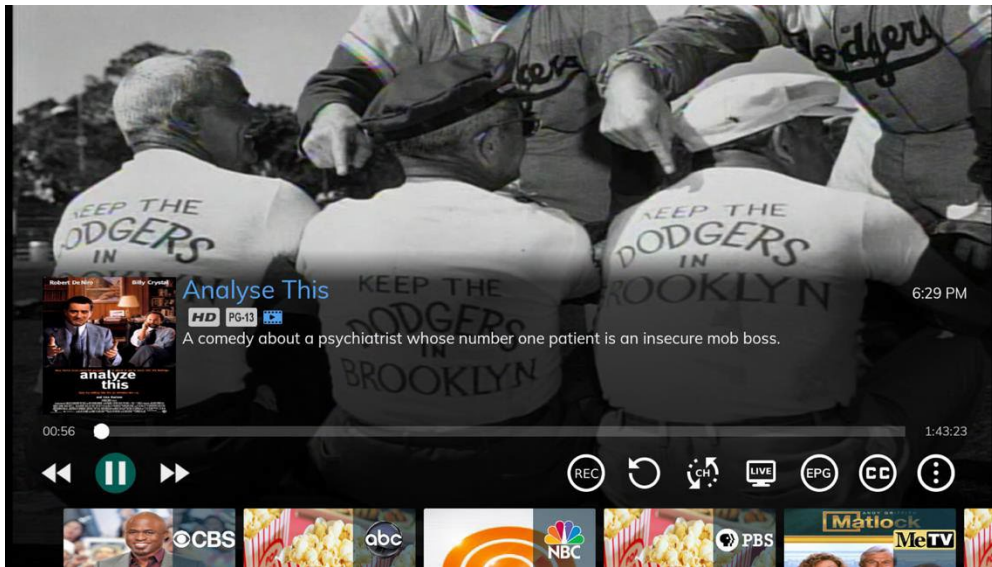 cers
Dodgers
KEEP THE
DODGERS
IN
BROOKLYN
KEEP THE
DODGERS
IN
BROOKLYN
KEEP THE
DODGERS
IN
ROOKLYN
Robert De Niro Billy Crystal
analyze
this
Analyse This
HD PG-13
A comedy about a psychiatrist whose number one patient is an insecure mob boss.
6:29 PM
00:56
1:43:23
REC
CH
LIVE
EPG
CC
CBS
abc
NBC
PBS
Matlock
MeTV